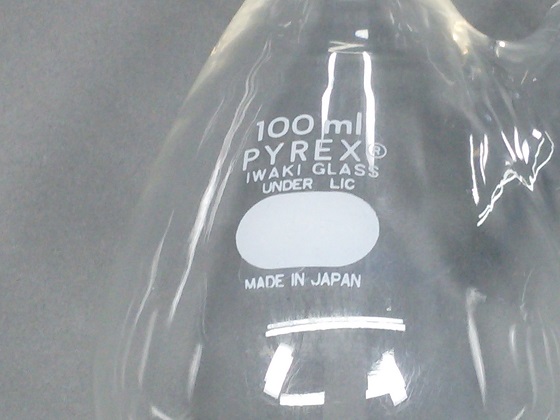 100 ml
PYREX®
IWAKI GLASS
UNDER LIC
MADE IN JAPAN